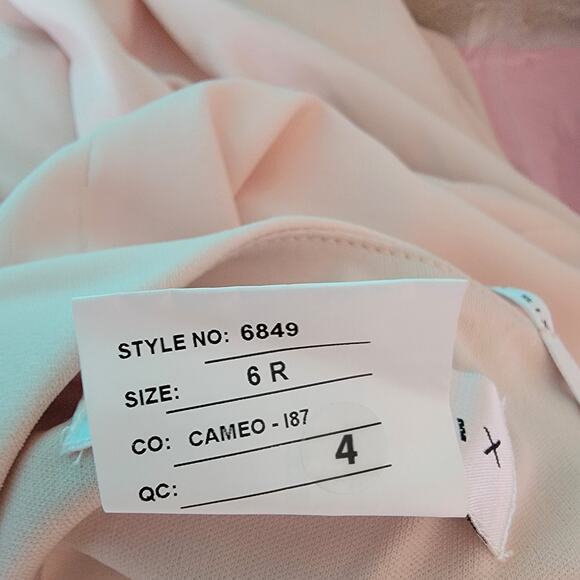 STYLE NO: 6849
SIZE: 6 R
CO: CAMEO - I87
4
QC:
X